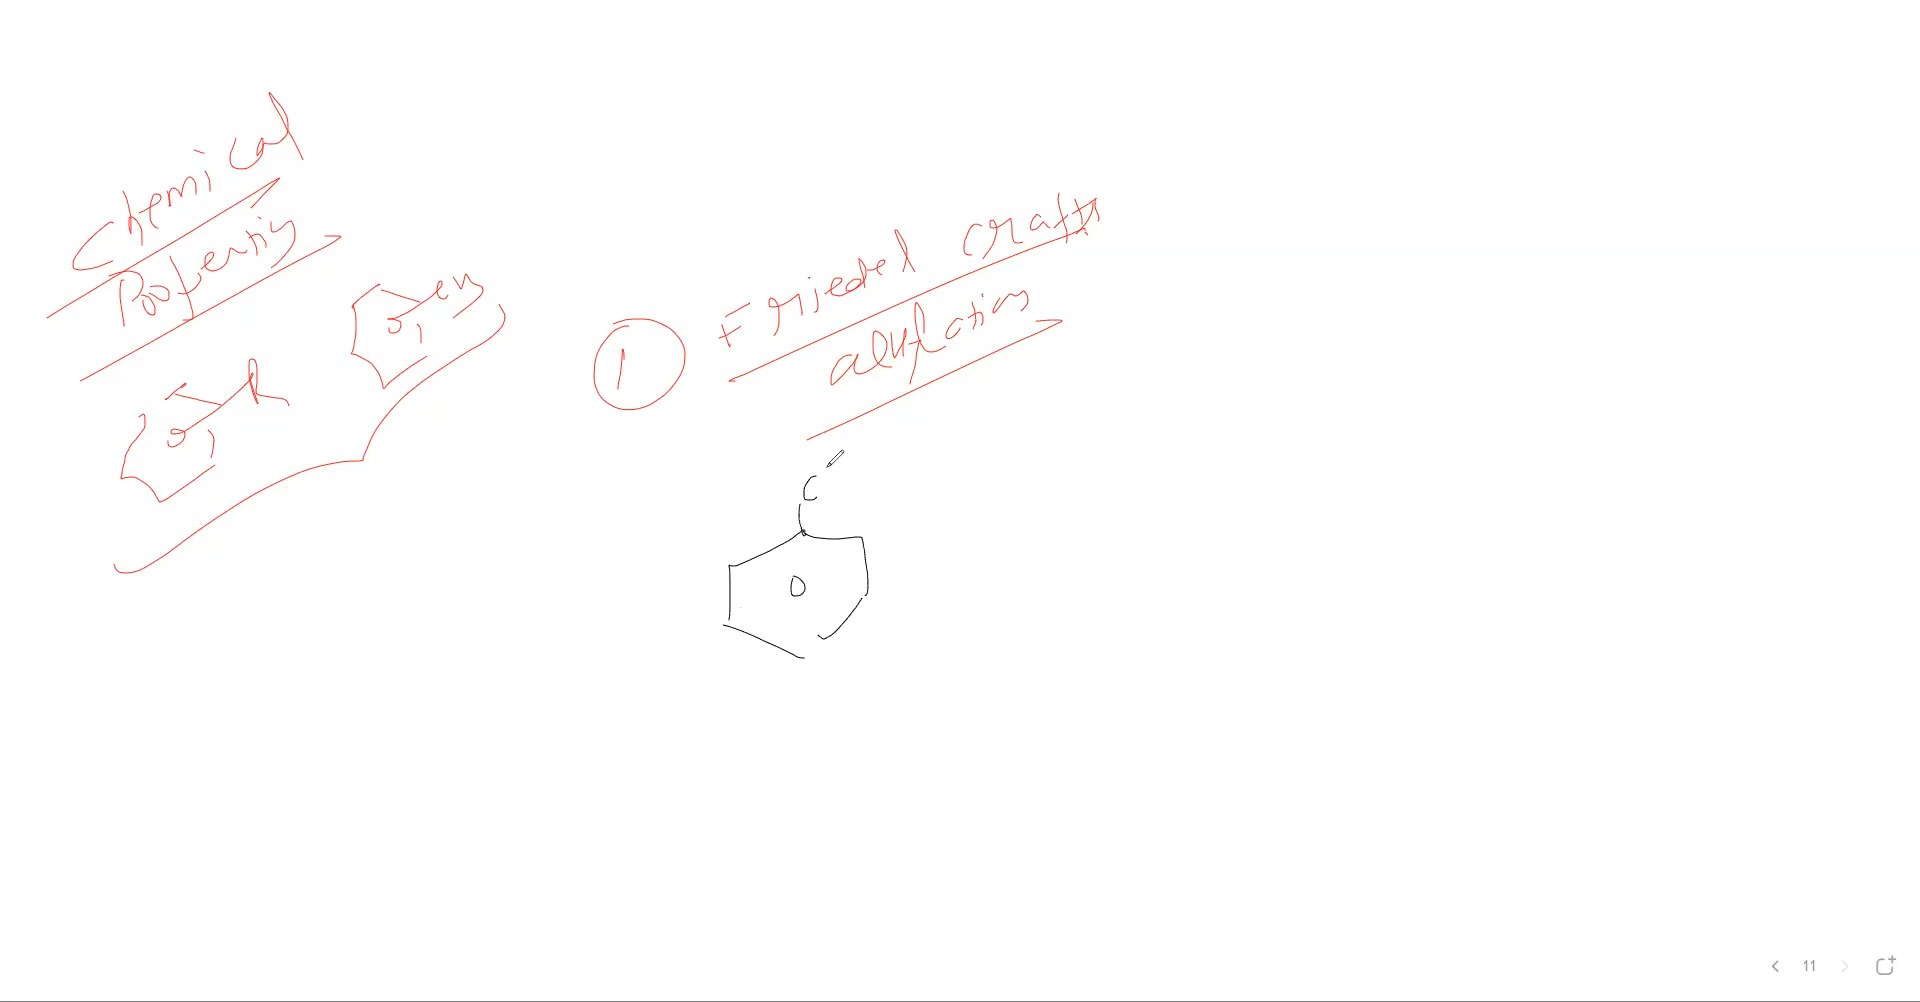 Chemical
Properties
1
Friedel crafts
alkylation
C
11